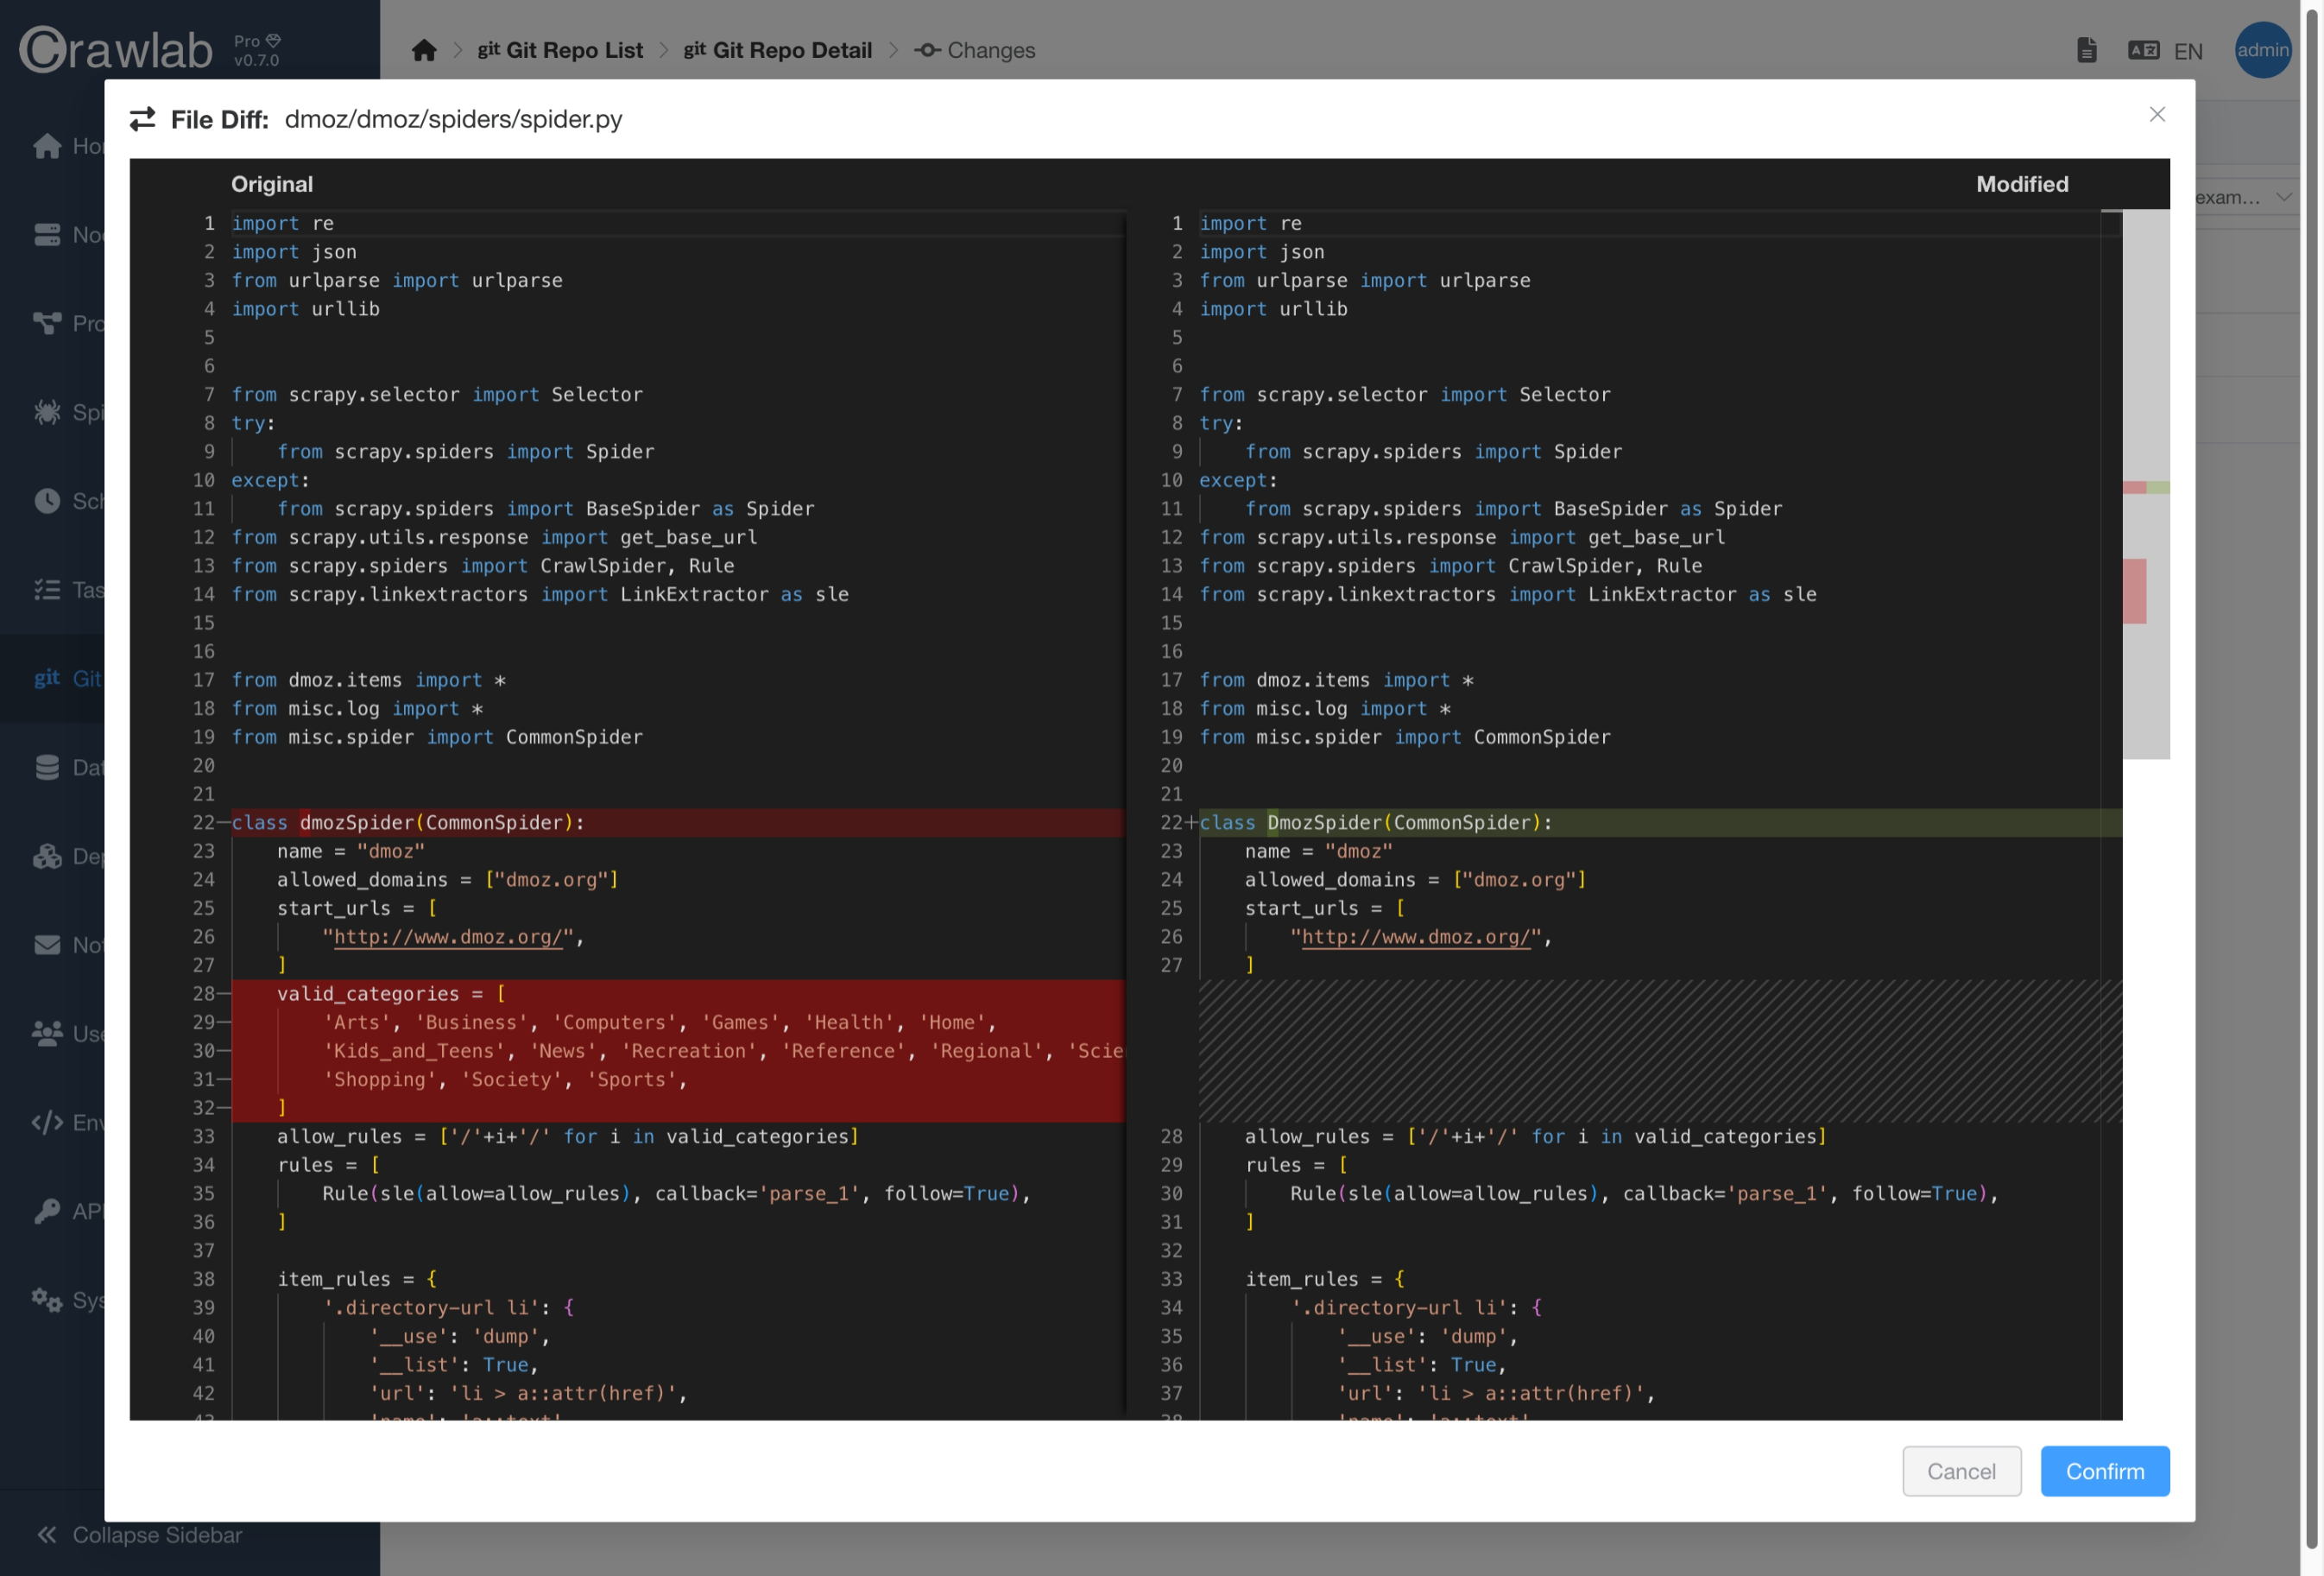 Crawlab Pro v0.7.0
git Git Repo List > git Git Repo Detail > Changes
EN
admin
File Diff: dmoz/dmoz/spiders/spider.py
exam...
git Git
Collapse Sidebar
Original
1 import re
2 import json
3 from urlparse import urlparse
4 import urllib
5
6
7 from scrapy.selector import Selector
8 try:
9 from scrapy.spiders import Spider
10 except:
11 from scrapy.spiders import BaseSpider as Spider
12 from scrapy.utils.response import get_base_url
13 from scrapy.spiders import CrawlSpider, Rule
14 from scrapy.linkextractors import LinkExtractor as sle
15
16
17 from dmoz.items import *
18 from misc.log import *
19 from misc.spider import CommonSpider
20
21
22—class dmozSpider(CommonSpider):
23 name = "dmoz"
24 allowed_domains = ["dmoz.org"]
25 start_urls = [
26 "http://www.dmoz.org/",
27 ]
28— valid_categories = [
29— 'Arts', 'Business', 'Computers', 'Games', 'Health', 'Home',
30— 'Kids_and_Teens', 'News', 'Recreation', 'Reference', 'Regional', 'Scie
31— 'Shopping', 'Society', 'Sports',
32— ]
33 allow_rules = ['/'+i+'/' for i in valid_categories]
34 rules = [
35 Rule(sle(allow=allow_rules), callback='parse_1', follow=True),
36 ]
37
38 item_rules = {
39 '.directory-url li': {
40 '__use': 'dump',
41 '__list': True,
42 'url': 'li > a::attr(href)',
Modified
1 import re
2 import json
3 from urlparse import urlparse
4 import urllib
5
6
7 from scrapy.selector import Selector
8 try:
9 from scrapy.spiders import Spider
10 except:
11 from scrapy.spiders import BaseSpider as Spider
12 from scrapy.utils.response import get_base_url
13 from scrapy.spiders import CrawlSpider, Rule
14 from scrapy.linkextractors import LinkExtractor as sle
15
16
17 from dmoz.items import *
18 from misc.log import *
19 from misc.spider import CommonSpider
20
21
22+class DmozSpider(CommonSpider):
23 name = "dmoz"
24 allowed_domains = ["dmoz.org"]
25 start_urls = [
26 "http://www.dmoz.org/",
27 ]
28 allow_rules = ['/'+i+'/' for i in valid_categories]
29 rules = [
30 Rule(sle(allow=allow_rules), callback='parse_1', follow=True),
31 ]
32
33 item_rules = {
34 '.directory-url li': {
35 '__use': 'dump',
36 '__list': True,
37 'url': 'li > a::attr(href)',
Cancel
Confirm